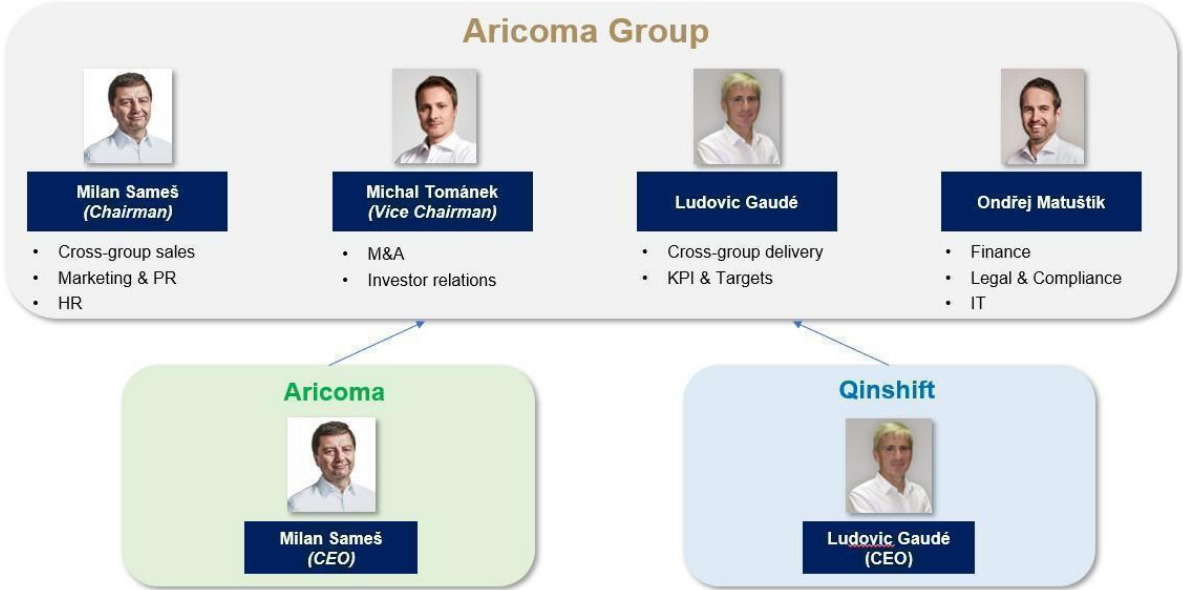 Aricoma Group
Milan Sameš
(Chairman)
• Cross-group sales
• Marketing & PR
• HR
Michal Tománek
(Vice Chairman)
• M&A
• Investor relations
Ludovic Gaudé
• Cross-group delivery
• KPI & Targets
Ondřej Matuštík
• Finance
• Legal & Compliance
• IT
Aricoma
Milan Sameš
(CEO)
Qinshift
Ludovic Gaudé
(CEO)